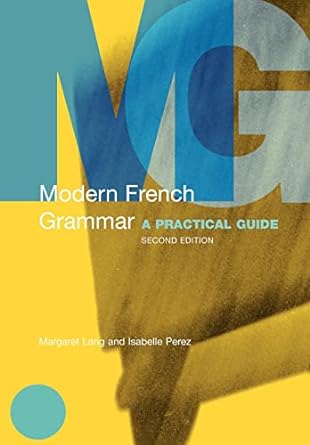 MG
Modern French
Grammar A PRACTICAL GUIDE
SECOND EDITION
Margaret Lang and Isabelle Perez